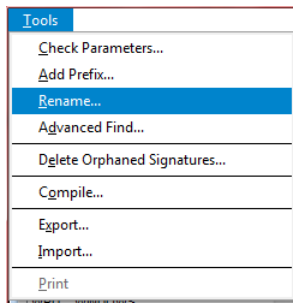 Tools
Check Parameters...
Add Prefix...
Rename...
Advanced Find...
Delete Orphaned Signatures...
Compile...
Export...
Import...
Print